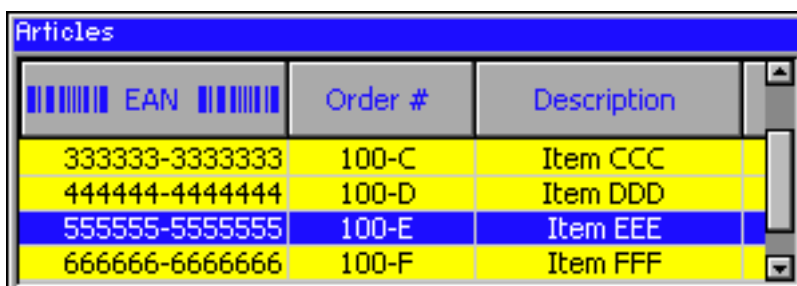 Articles
EAN Order # Description
333333-3333333 100-C Item CCC
444444-4444444 100-D Item DDD
555555-5555555 100-E Item EEE
666666-6666666 100-F Item FFF